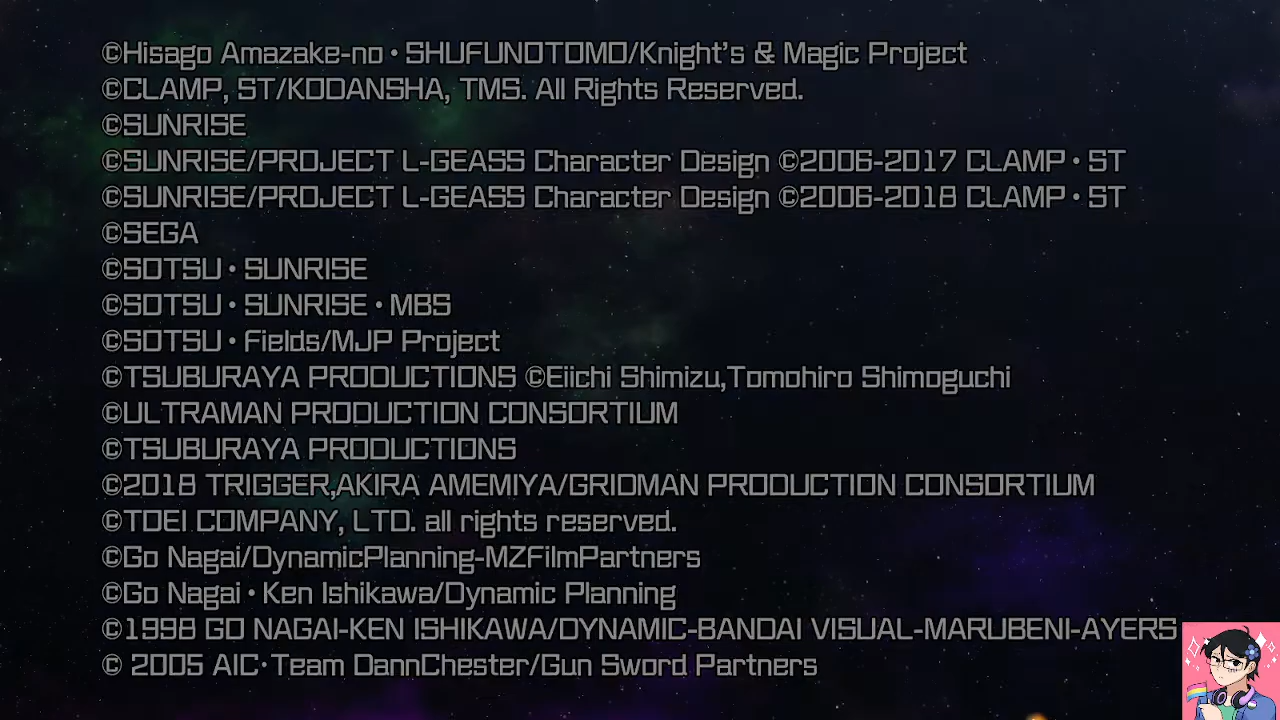 ©Hisago Amazake-no・SHUFUNOTOMO/Knight's & Magic Project
©CLAMP, ST/KODANSHA, TMS. All Rights Reserved.
©SUNRISE
©SUNRISE/PROJECT L-GEASS Character Design ©2006-2017 CLAMP・ST
©SUNRISE/PROJECT L-GEASS Character Design ©2006-2018 CLAMP・ST
©SEGA
©SOTSU・SUNRISE
©SOTSU・SUNRISE・MBS
©SOTSU・Fields/MJP Project
©TSUBURAYA PRODUCTIONS ©Eiichi Shimizu,Tomohiro Shimoguchi
©ULTRAMAN PRODUCTION CONSORTIUM
©TSUBURAYA PRODUCTIONS
©2018 TRIGGER,AKIRA AMEMIYA/GRIDMAN PRODUCTION CONSORTIUM
©TOEI COMPANY, LTD. all rights reserved.
©Go Nagai/DynamicPlanning-MZFilmPartners
©Go Nagai・Ken Ishikawa/Dynamic Planning
©1998 GO NAGAI-KEN ISHIKAWA/DYNAMIC-BANDAI VISUAL-MARUBENI-AYERS
© 2005 AIC·Team DannChester/Gun Sword Partners